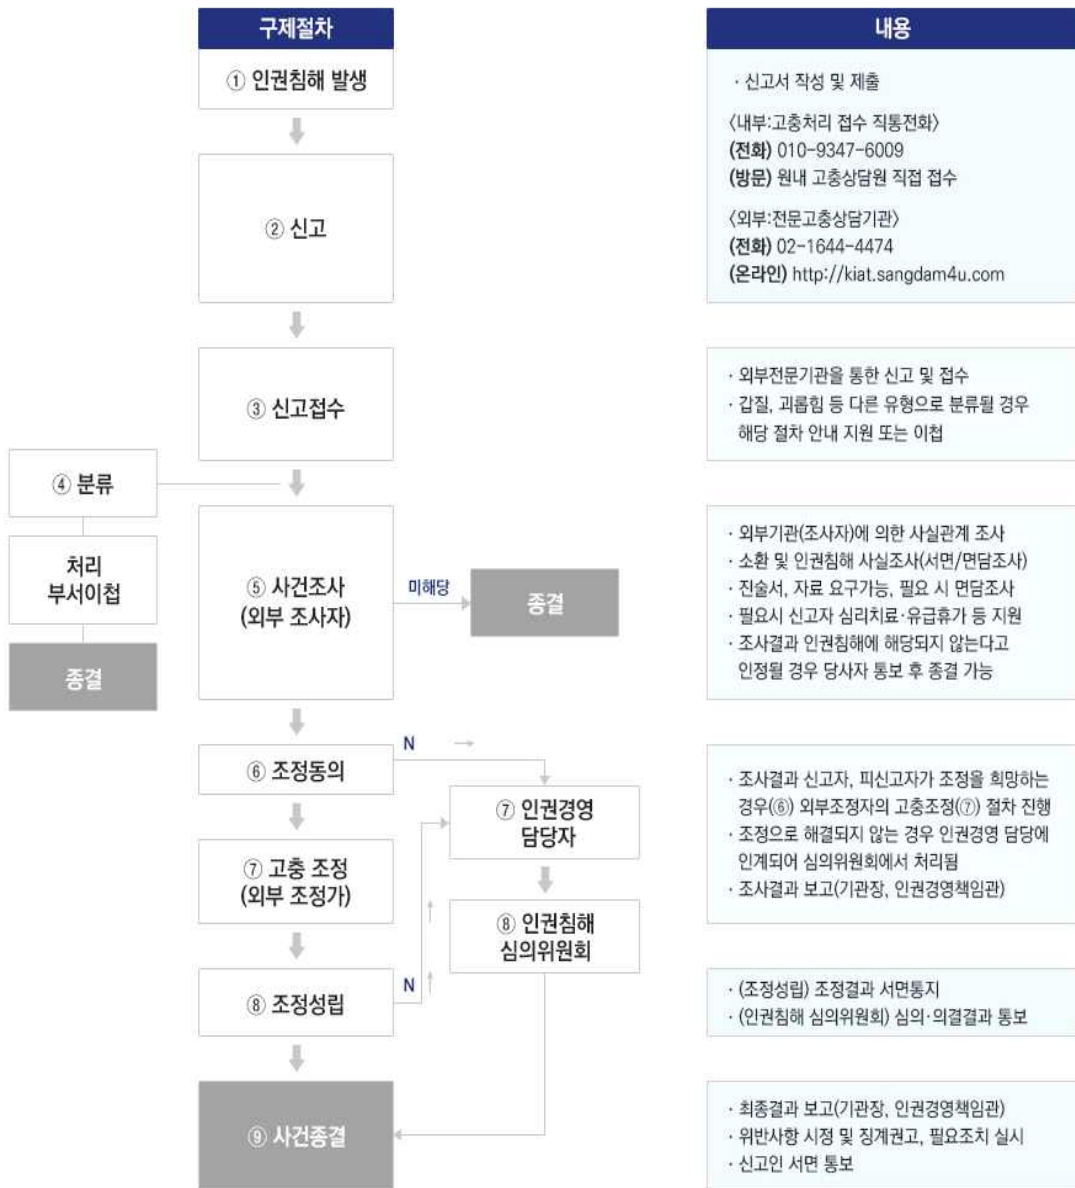 구제절차
내용
① 인권침해 발생
② 신고
· 신고서 작성 및 제출
〈내부:고충처리 접수 직통전화〉
(전화) 010-9347-6009
(방문) 원내 고충상담원 직접 접수
〈외부:전문고충상담기관〉
(전화) 02-1644-4474
(온라인) http://kiat.sangdam4u.com
③ 신고접수
· 외부전문기관을 통한 신고 및 접수
· 갑질, 괴롭힘 등 다른 유형으로 분류될 경우
해당 절차 안내 지원 또는 이첩
④ 분류
처리
부서이첩
종결
⑤ 사건조사
(외부 조사자)
미해당
종결
· 외부기관(조사자)에 의한 사실관계 조사
· 소환 및 인권침해 사실조사(서면/면담조사)
· 진술서, 자료 요구가능, 필요 시 면담조사
· 필요시 신고자 심리치료·유급휴가 등 지원
· 조사결과 인권침해에 해당되지 않는다고
인정될 경우 당사자 통보 후 종결 가능
⑥ 조정동의
N
⑦ 인권경영
담당자
⑦ 고충 조정
(외부 조정가)
⑧ 인권침해
심의위원회
· 조사결과 신고자, 피신고자가 조정을 희망하는
경우(⑥) 외부조정자의 고충조정(⑦) 절차 진행
· 조정으로 해결되지 않는 경우 인권경영 담당에
인계되어 심의위원회에서 처리됨
· 조사결과 보고(기관장, 인권경영책임관)
⑧ 조정성립
N
· (조정성립) 조정결과 서면통지
· (인권침해 심의위원회) 심의·의결결과 통보
⑨ 사건종결
· 최종결과 보고(기관장, 인권경영책임관)
· 위반사항 시정 및 징계권고, 필요조치 실시
· 신고인 서면 통보